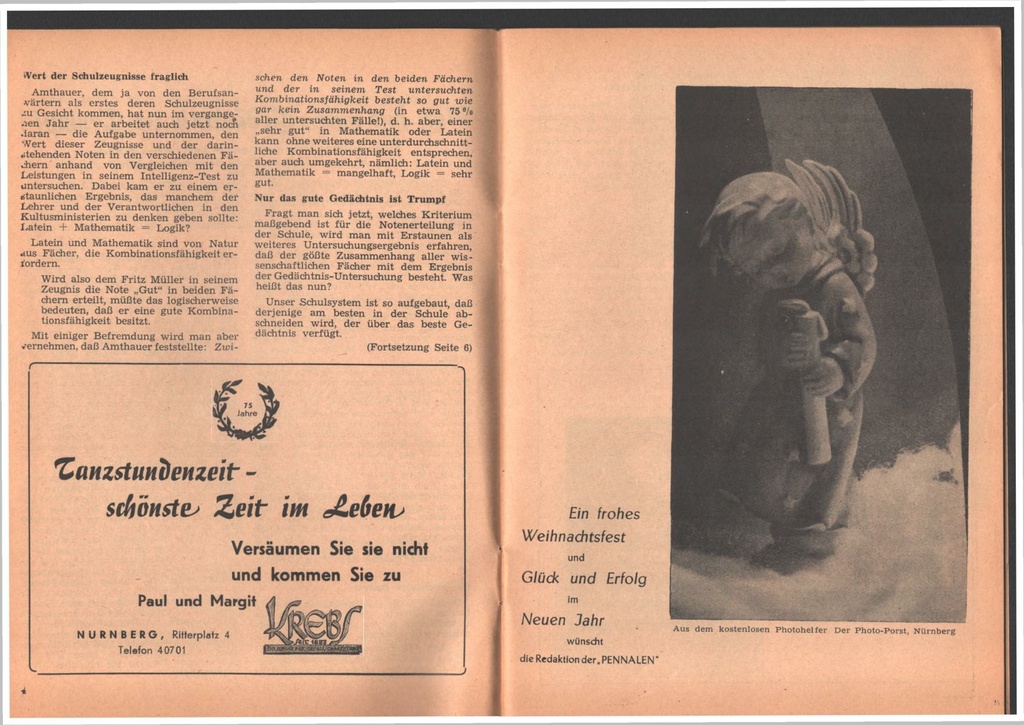 Wert der Schulzeugnisse fraglich
Amthauer, dem ja von den Berufsan-
wärtern als erstes deren Schulzeugnisse
zu Gesicht kommen, hat nun im vergange-
nen Jahr — er arbeitet auch jetzt noch
daran — die Aufgabe unternommen, den
Wert dieser Zeugnisse und der darin-
stehenden Noten in den verschiedenen Fä-
chern anhand von Vergleichen mit den
Leistungen in seinem Intelligenz-Test zu
untersuchen. Dabei kam er zu einem er-
staunlichen Ergebnis, das manchem der
Lehrer und der Verantwortlichen in den
Kultusministerien zu denken geben sollte:
Latein + Mathematik = Logik?
Latein und Mathematik sind von Natur
aus Fächer, die Kombinationsfähigkeit er-
fordern.
Wird also dem Fritz Müller in seinem
Zeugnis die Note „Gut" in beiden Fä-
chern erteilt, müßte das logischerweise
bedeuten, daß er eine gute Kombina-
tionsfähigkeit besitzt.
Mit einiger Befremdung wird man aber
vernehmen, daß Amthauer feststellte: Zwi-
schen den Noten in den beiden Fächern
und der in seinem Test untersuchten
Kombinationsfähigkeit besteht so gut wie
gar kein Zusammenhang (in etwa 75 %
aller untersuchten Fälle!), d. h. aber, einer
„sehr gut" in Mathematik oder Latein
kann ohne weiteres eine unterdurchschnitt-
liche Kombinationsfähigkeit entsprechen,
aber auch umgekehrt, nämlich: Latein und
Mathematik = mangelhaft, Logik = sehr
gut.
Nur das gute Gedächtnis ist Trumpf
Fragt man sich jetzt, welches Kriterium
maßgebend ist für die Notenerteilung in
der Schule, wird man mit Erstaunen als
weiteres Untersuchungsergebnis erfahren,
daß der gößte Zusammenhang aller wis-
senschaftlichen Fächer mit dem Ergebnis
der Gedächtnis-Untersuchung besteht. Was
heißt das nun?
Unser Schulsystem ist so aufgebaut, daß
derjenige am besten in der Schule ab-
schneiden wird, der über das beste Ge-
dächtnis verfügt.
(Fortsetzung Seite 6)
75
Jahre
Tanzstundenzeit -
schönste Zeit im Leben
Versäumen Sie sie nicht
und kommen Sie zu
Paul und Margit
KREBS
NURNBERG, Ritterplatz 4
Telefon 40701
4
Ein frohes
Weihnachtsfest
und
Glück und Erfolg
im
Neuen Jahr
wünscht
die Redaktion der „PENNALEN"
Aus dem kostenlosen Photohelfer Der Photo-Porst, Nürnberg